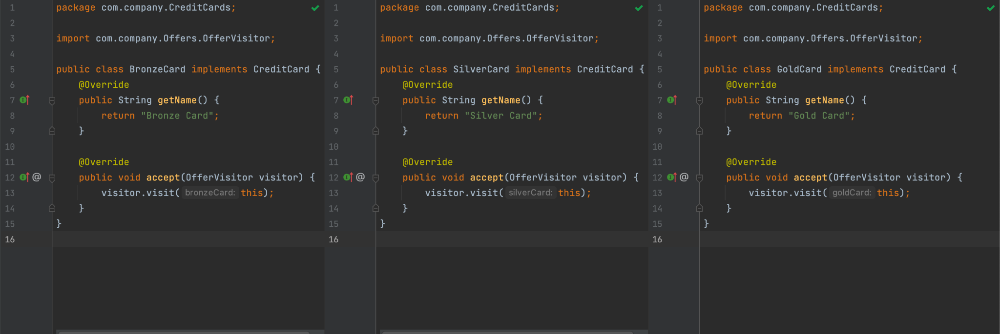 1 package com.company.CreditCards;
2
3 import com.company.Offers.OfferVisitor;
4
5 public class BronzeCard implements CreditCard {
6 @Override
7 public String getName() {
8 return "Bronze Card";
9 }
10
11 @Override
12 @ public void accept(OfferVisitor visitor) {
13 visitor.visit( bronzeCard: this);
14 }
15 }
16
1 package com.company.CreditCards;
2
3 import com.company.Offers.OfferVisitor;
4
5 public class SilverCard implements CreditCard {
6 @Override
7 public String getName() {
8 return "Silver Card";
9 }
10
11 @Override
12 @ public void accept(OfferVisitor visitor) {
13 visitor.visit( silverCard: this);
14 }
15 }
16
1 package com.company.CreditCards;
2
3 import com.company.Offers.OfferVisitor;
4
5 public class GoldCard implements CreditCard {
6 @Override
7 public String getName() {
8 return "Gold Card";
9 }
10
11 @Override
12 @ public void accept(OfferVisitor visitor) {
13 visitor.visit( goldCard: this);
14 }
15 }
16